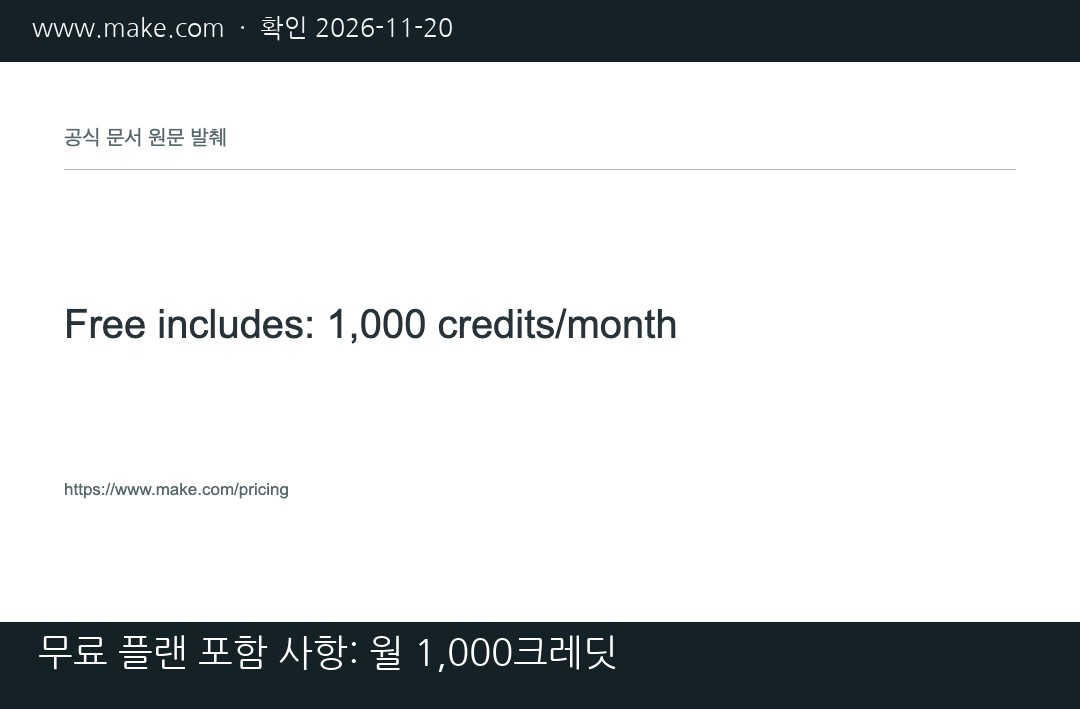 www.make.com · 확인 2026-11-20
공식 문서 원문 발췌
Free includes: 1,000 credits/month
https://www.make.com/pricing
무료 플랜 포함 사항: 월 1,000크레딧